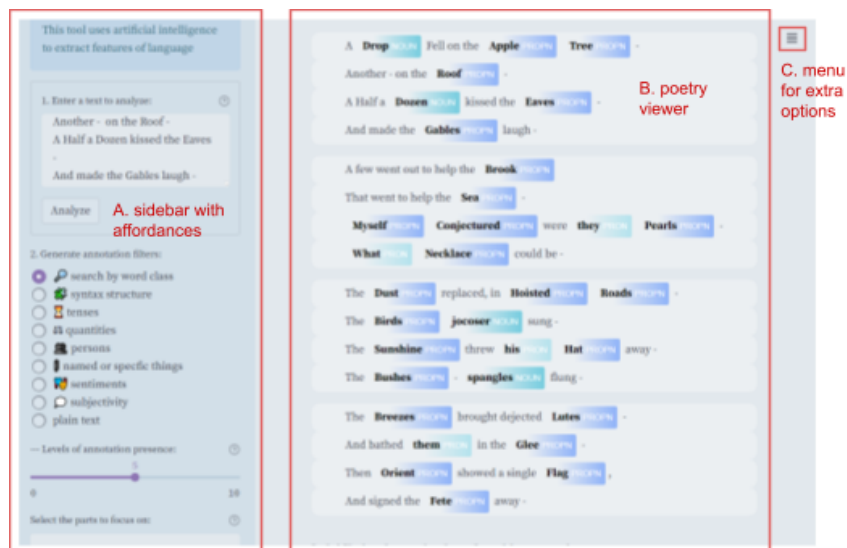 This tool uses artificial intelligence
to extract features of language
1. Enter a text to analyze:
Another - on the Roof -
A Half a Dozen kissed the Eaves
-
And made the Gables laugh -
Analyze
A. sidebar with
affordances
2. Generate annotation filters:
search by word class
syntax structure
tenses
quantities
persons
named or specfic things
sentiments
subjectivity
plain text
--- Levels of annotation presence:
5
0 10
Select the parts to focus on:
A Drop NOUN Fell on the Apple PROPN Tree PROPN -
Another - on the Roof PROPN -
A Half a Dozen NOUN kissed the Eaves PROPN -
And made the Gables PROPN laugh -
B. poetry
viewer
A few went out to help the Brook PROPN
That went to help the Sea PROPN -
Myself PROPN Conjectured PROPN were they PRON Pearls PROPN -
What PRON Necklace PROPN could be -
The Dust PROPN replaced, in Hoisted PROPN Roads PROPN -
The Birds PROPN jocoser NOUN sung -
The Sunshine PROPN threw his PRON Hat PROPN away -
The Bushes PROPN - spangles NOUN flung -
The Breezes PROPN brought dejected Lutes PROPN -
And bathed them PRON in the Glee PROPN -
Then Orient PROPN showed a single Flag PROPN ,
And signed the Fete PROPN away -
C. menu
for extra
options